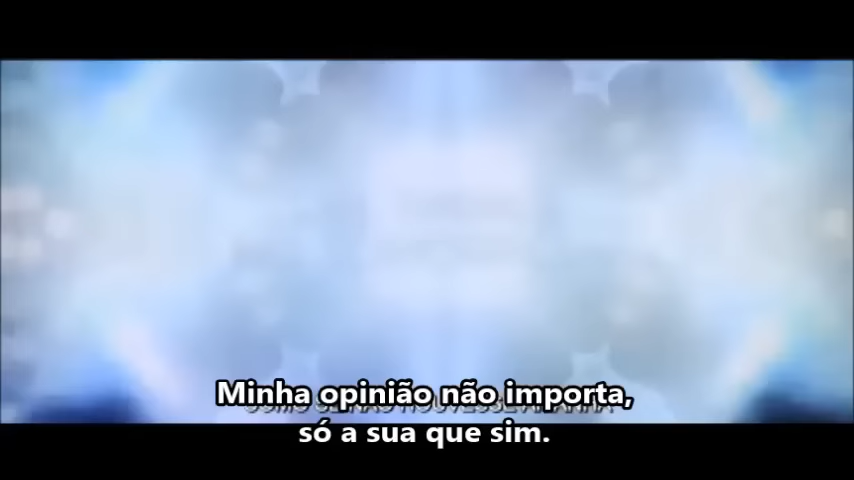 Minha opinião não importa,
só a sua que sim.